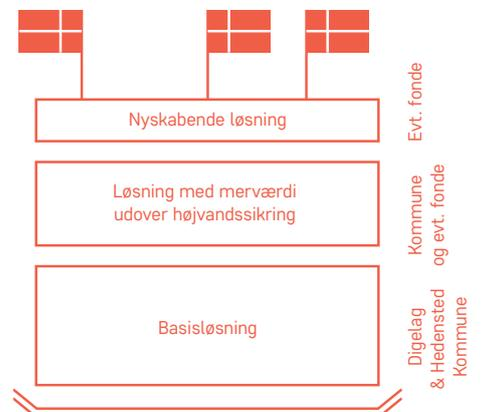 Nyskabende løsning
Evt. fonde
Løsning med merværdi
udover højvandssikring
Kommune
og evt. fonde
Basisløsning
Digelag
& Hedensted
Kommune